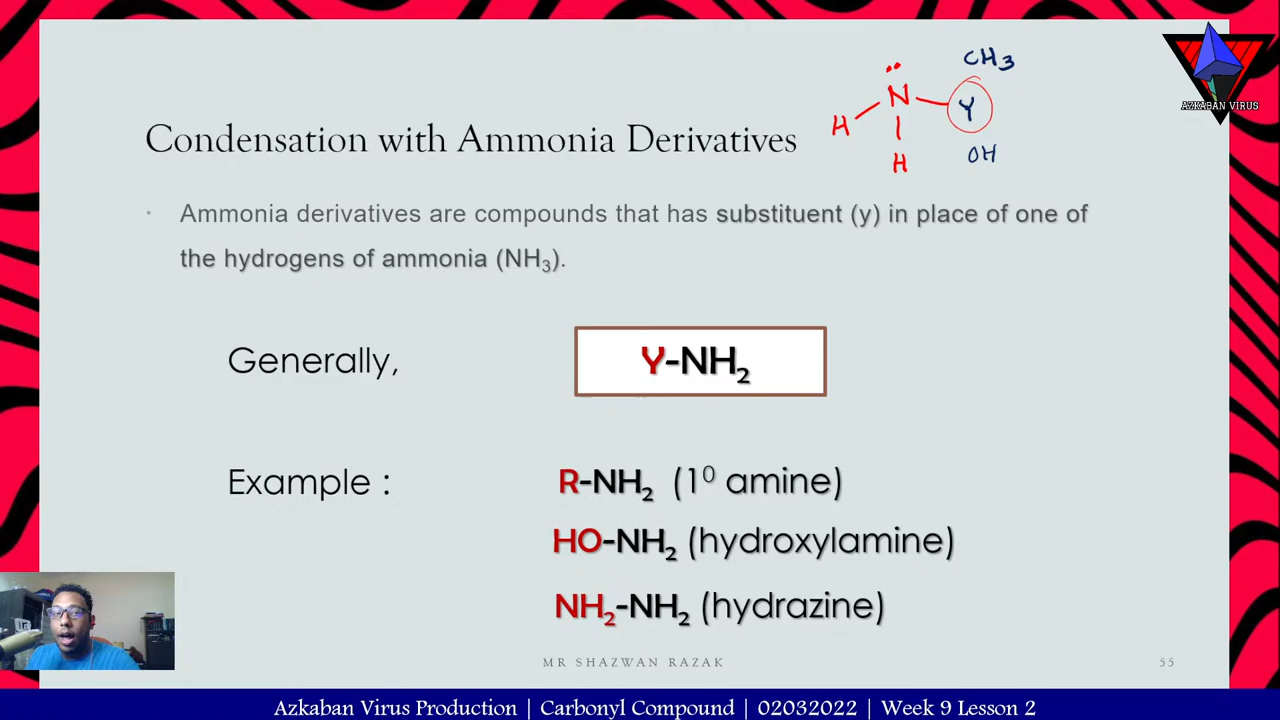 CH3
N Y
H
H
OH
AZKABAN VIRUS
Condensation with Ammonia Derivatives
• Ammonia derivatives are compounds that has substituent (y) in place of one of
the hydrogens of ammonia (NH₃).
Generally, Y-NH₂
Example : R-NH₂ (1⁰ amine)
HO-NH₂ (hydroxylamine)
NH₂-NH₂ (hydrazine)
MR SHAZWAN RAZAK 55
Azkaban Virus Production | Carbonyl Compound | 02032022 | Week 9 Lesson 2